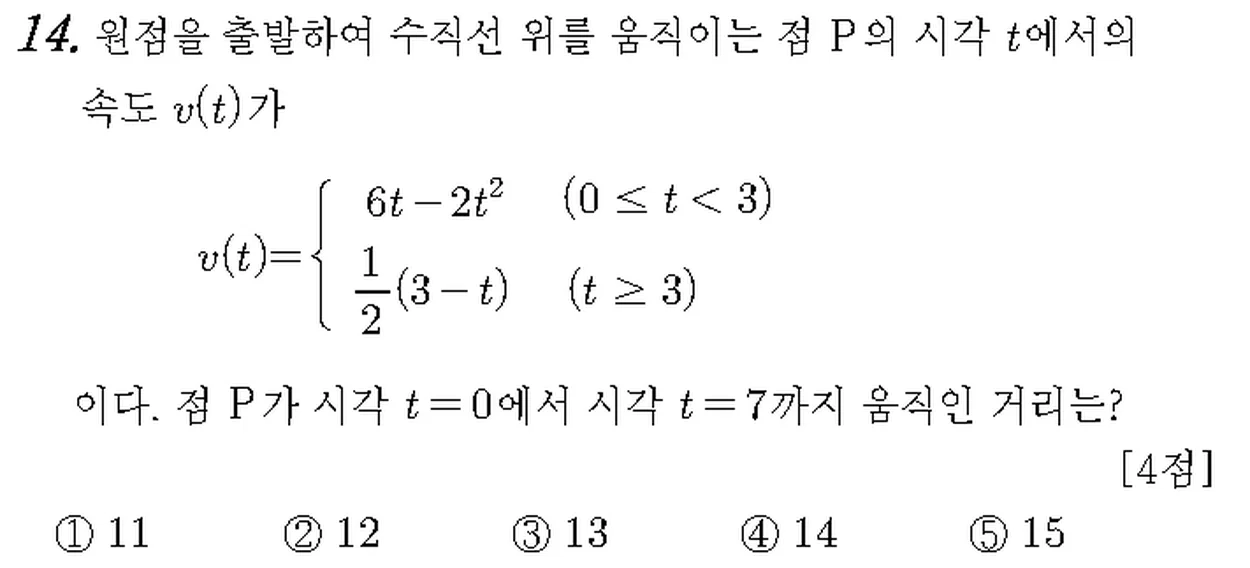 14. 원점을 출발하여 수직선 위를 움직이는 점 P의 시각 t에서의
속도 v(t)가
v(t)={ 6t-2t² (0 ≤ t < 3)
1/2(3-t) (t ≥ 3)
이다. 점 P가 시각 t=0에서 시각 t=7까지 움직인 거리는?
[4점]
① 11 ② 12 ③ 13 ④ 14 ⑤ 15